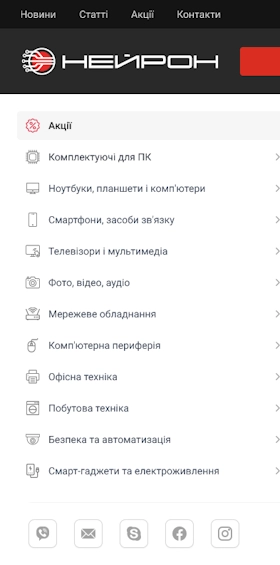 Новини Статті Акції Контакти
НЕЙРОН
Акції
Комплектуючі для ПК
Ноутбуки, планшети і комп'ютери
Смартфони, засоби зв'язку
Телевізори і мультимедіа
Фото, відео, аудіо
Мережеве обладнання
Комп'ютерна периферія
Офісна техніка
Побутова техніка
Безпека та автоматизація
Смарт-гаджети та електроживлення